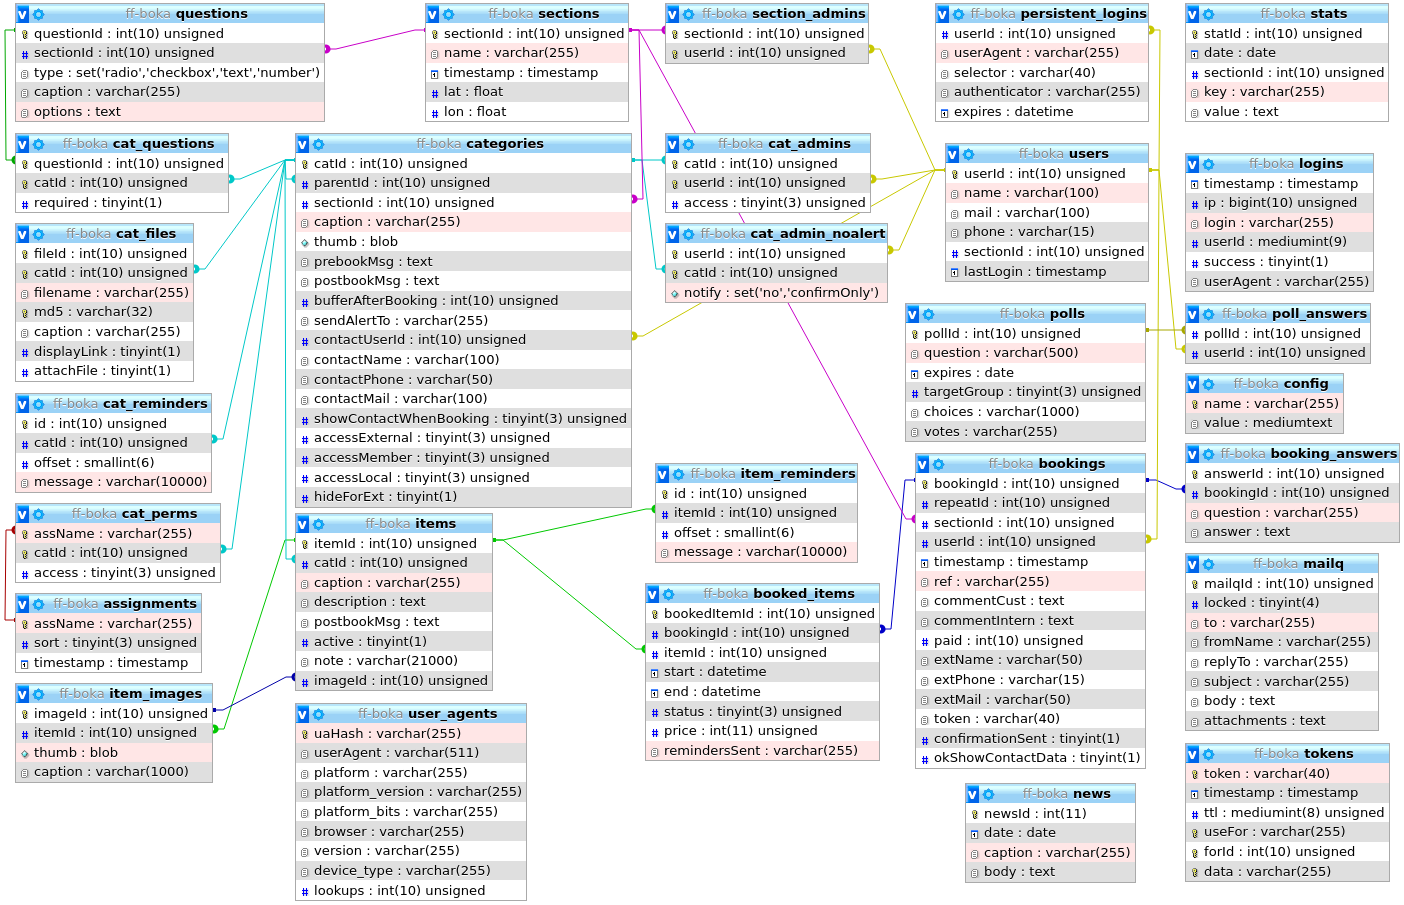 ff-boka questions
questionId : int(10) unsigned
sectionId : int(10) unsigned
type : set('radio','checkbox','text','number')
caption : varchar(255)
options : text
ff-boka sections
sectionId : int(10) unsigned
name : varchar(255)
timestamp : timestamp
lat : float
lon : float
ff-boka section_admins
sectionId : int(10) unsigned
userId : int(10) unsigned
ff-boka persistent_logins
userId : int(10) unsigned
userAgent : varchar(255)
selector : varchar(40)
authenticator : varchar(255)
expires : datetime
ff-boka stats
statId : int(10) unsigned
date : date
sectionId : int(10) unsigned
key : varchar(255)
value : text
ff-boka cat_questions
questionId : int(10) unsigned
catId : int(10) unsigned
required : tinyint(1)
ff-boka categories
catId : int(10) unsigned
parentId : int(10) unsigned
sectionId : int(10) unsigned
caption : varchar(255)
thumb : blob
prebookMsg : text
postbookMsg : text
bufferAfterBooking : int(10) unsigned
sendAlertTo : varchar(255)
contactUserId : int(10) unsigned
contactName : varchar(100)
contactPhone : varchar(50)
contactMail : varchar(100)
showContactWhenBooking : tinyint(3) unsigned
accessExternal : tinyint(3) unsigned
accessMember : tinyint(3) unsigned
accessLocal : tinyint(3) unsigned
hideForExt : tinyint(1)
ff-boka cat_admins
catId : int(10) unsigned
userId : int(10) unsigned
access : tinyint(3) unsigned
ff-boka users
userId : int(10) unsigned
name : varchar(100)
mail : varchar(100)
phone : varchar(15)
sectionId : int(10) unsigned
lastLogin : timestamp
ff-boka logins
timestamp : timestamp
ip : bigint(10) unsigned
login : varchar(255)
userId : mediumint(9)
success : tinyint(1)
userAgent : varchar(255)
ff-boka cat_files
fileId : int(10) unsigned
catId : int(10) unsigned
filename : varchar(255)
md5 : varchar(32)
caption : varchar(255)
displayLink : tinyint(1)
attachFile : tinyint(1)
ff-boka cat_admin_noalert
userId : int(10) unsigned
catId : int(10) unsigned
notify : set('no','confirmOnly')
ff-boka polls
pollId : int(10) unsigned
question : varchar(500)
expires : date
targetGroup : tinyint(3) unsigned
choices : varchar(1000)
votes : varchar(255)
ff-boka poll_answers
pollId : int(10) unsigned
userId : int(10) unsigned
ff-boka config
name : varchar(255)
value : mediumtext
ff-boka cat_reminders
id : int(10) unsigned
catId : int(10) unsigned
offset : smallint(6)
message : varchar(10000)
ff-boka item_reminders
id : int(10) unsigned
itemId : int(10) unsigned
offset : smallint(6)
message : varchar(10000)
ff-boka bookings
bookingId : int(10) unsigned
repeatId : int(10) unsigned
sectionId : int(10) unsigned
userId : int(10) unsigned
timestamp : timestamp
ref : varchar(255)
commentCust : text
commentIntern : text
paid : int(10) unsigned
extName : varchar(50)
extPhone : varchar(15)
extMail : varchar(50)
token : varchar(40)
confirmationSent : tinyint(1)
okShowContactData : tinyint(1)
ff-boka booking_answers
answerId : int(10) unsigned
bookingId : int(10) unsigned
question : varchar(255)
answer : text
ff-boka cat_perms
assName : varchar(255)
catId : int(10) unsigned
access : tinyint(3) unsigned
ff-boka items
itemId : int(10) unsigned
catId : int(10) unsigned
caption : varchar(255)
description : text
postbookMsg : text
active : tinyint(1)
note : varchar(21000)
imageId : int(10) unsigned
ff-boka booked_items
bookedItemId : int(10) unsigned
bookingId : int(10) unsigned
itemId : int(10) unsigned
start : datetime
end : datetime
status : tinyint(3) unsigned
price : int(11) unsigned
remindersSent : varchar(255)
ff-boka mailq
mailqId : int(10) unsigned
locked : tinyint(4)
to : varchar(255)
fromName : varchar(255)
replyTo : varchar(255)
subject : varchar(255)
body : text
attachments : text
ff-boka assignments
assName : varchar(255)
sort : tinyint(3) unsigned
timestamp : timestamp
ff-boka item_images
imageId : int(10) unsigned
itemId : int(10) unsigned
thumb : blob
caption : varchar(1000)
ff-boka user_agents
uaHash : varchar(255)
userAgent : varchar(511)
platform : varchar(255)
platform_version : varchar(255)
platform_bits : varchar(255)
browser : varchar(255)
version : varchar(255)
device_type : varchar(255)
lookups : int(10) unsigned
ff-boka news
newsId : int(11)
date : date
caption : varchar(255)
body : text
ff-boka tokens
token : varchar(40)
timestamp : timestamp
ttl : mediumint(8) unsigned
useFor : varchar(255)
forId : int(10) unsigned
data : varchar(255)